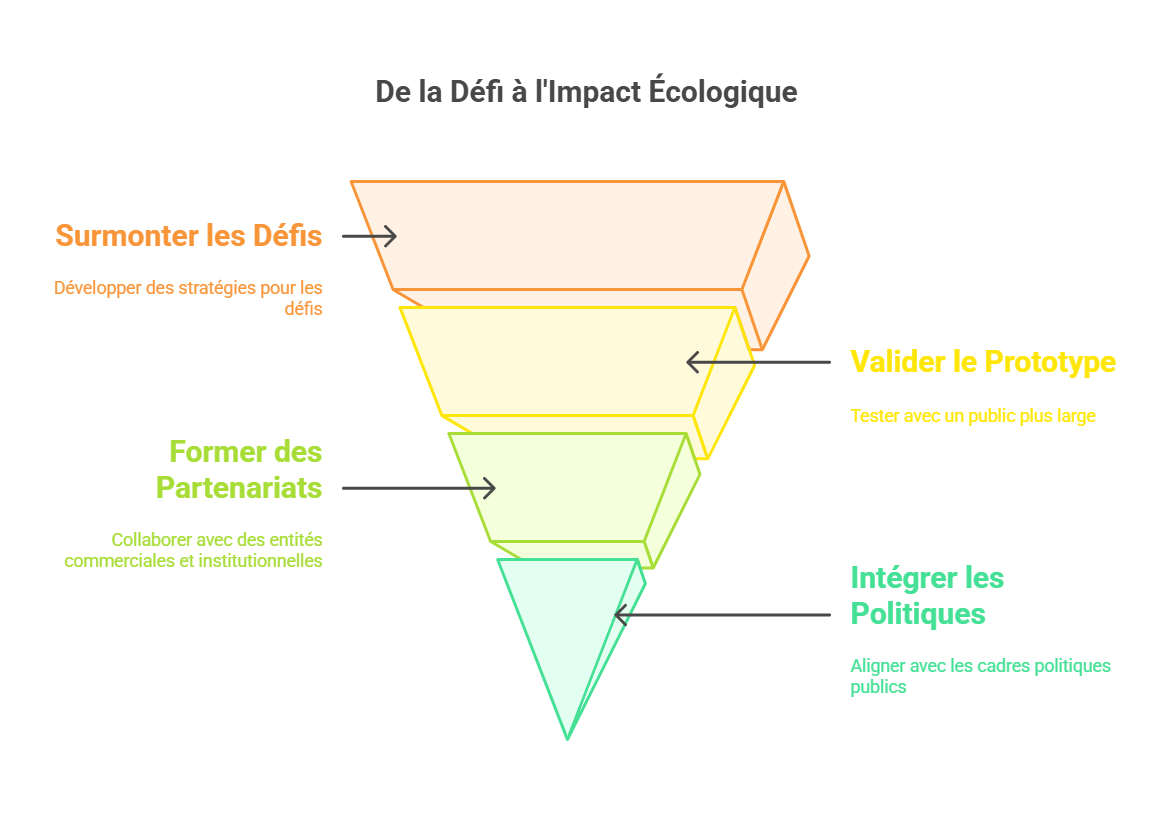 De la Défi à l'Impact Écologique
Surmonter les Défis
Développer des stratégies pour les
défis
Valider le Prototype
Tester avec un public plus large
Former des
Partenariats
Collaborer avec des entités
commerciales et institutionnelles
Intégrer les
Politiques
Aligner avec les cadres politiques
publics